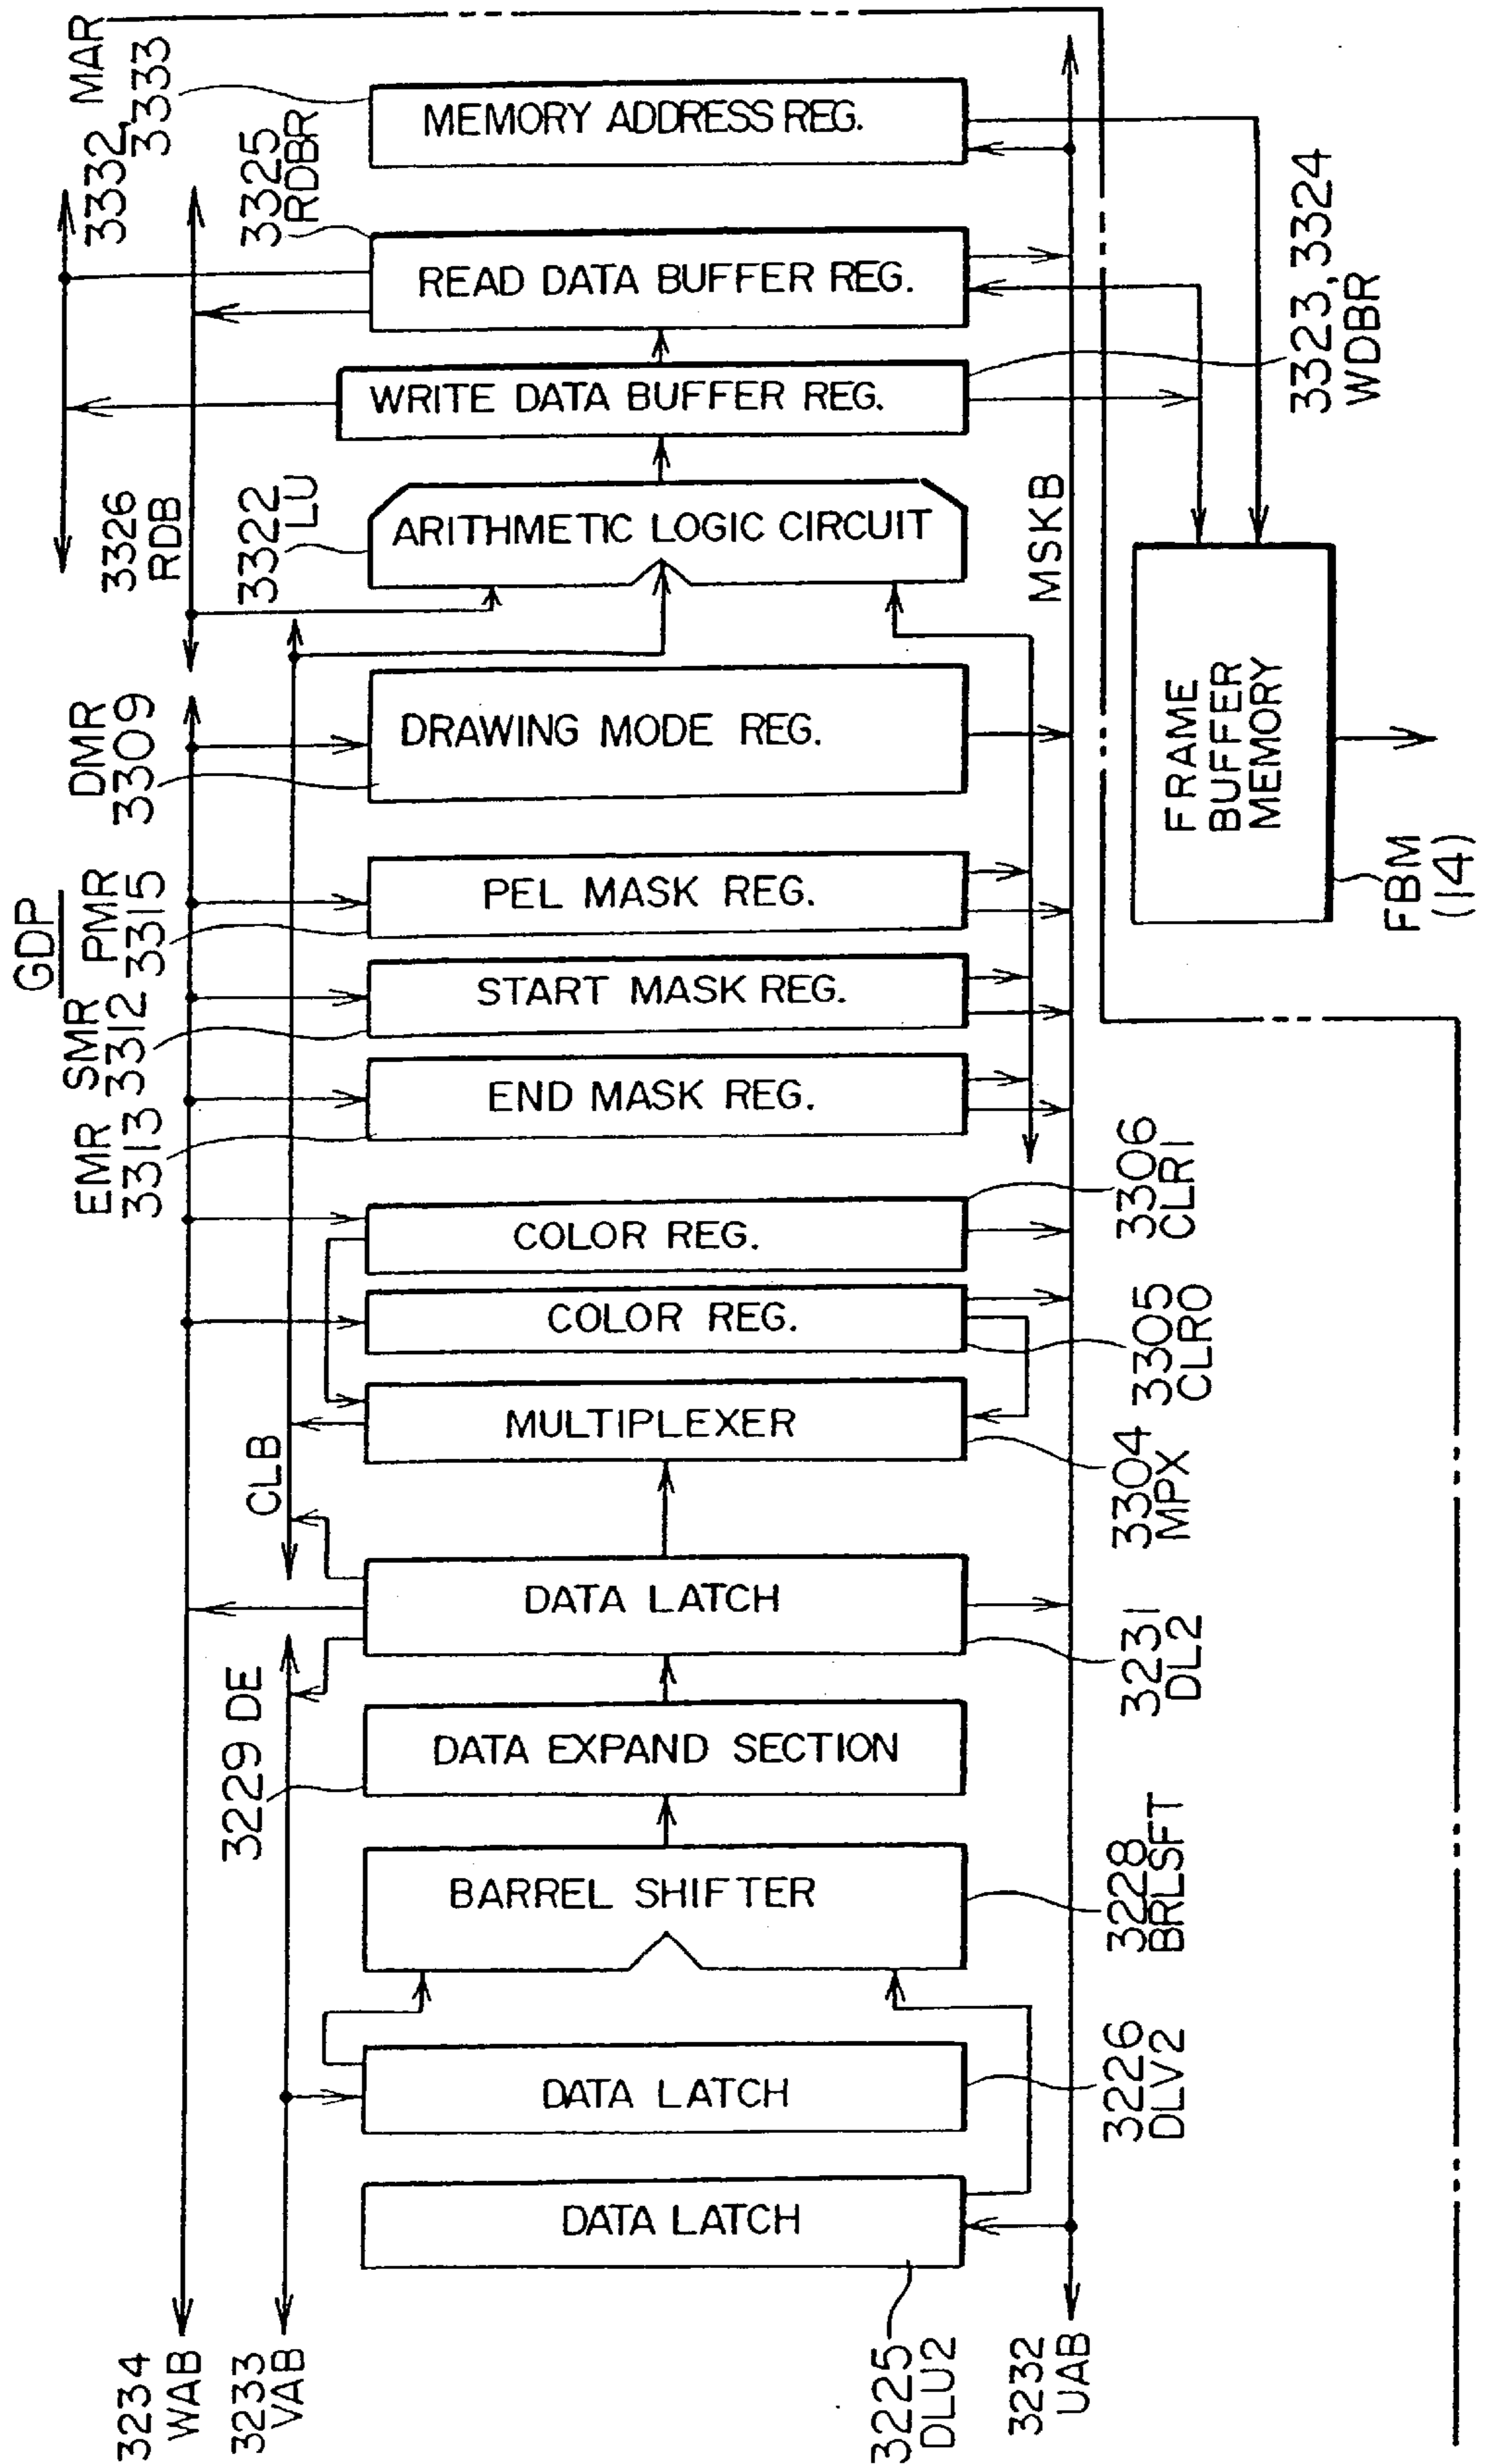 GDP
3332, MAR
3333
3325
RDBR
MEMORY ADDRESS REG.
READ DATA BUFFER REG.
WRITE DATA BUFFER REG.
3323, 3324
WDBR
3326
RDB
3322
LU
ARITHMETIC LOGIC CIRCUIT
MSKB
DMR
3309
DRAWING MODE REG.
FRAME
BUFFER
MEMORY
FBM
(14)
PMR
3315
PEL MASK REG.
SMR
3312
START MASK REG.
EMR
3313
END MASK REG.
COLOR REG.
3306
CLR1
COLOR REG.
3305
CLR0
MULTIPLEXER
3304
MPX
CLB
DATA LATCH
3231
DL2
3229 DE
DATA EXPAND SECTION
BARREL SHIFTER
3228
BRLSFT
DATA LATCH
3226
DLV2
DATA LATCH
3225
DLU2
3234
WAB
3233
VAB
3232
UAB